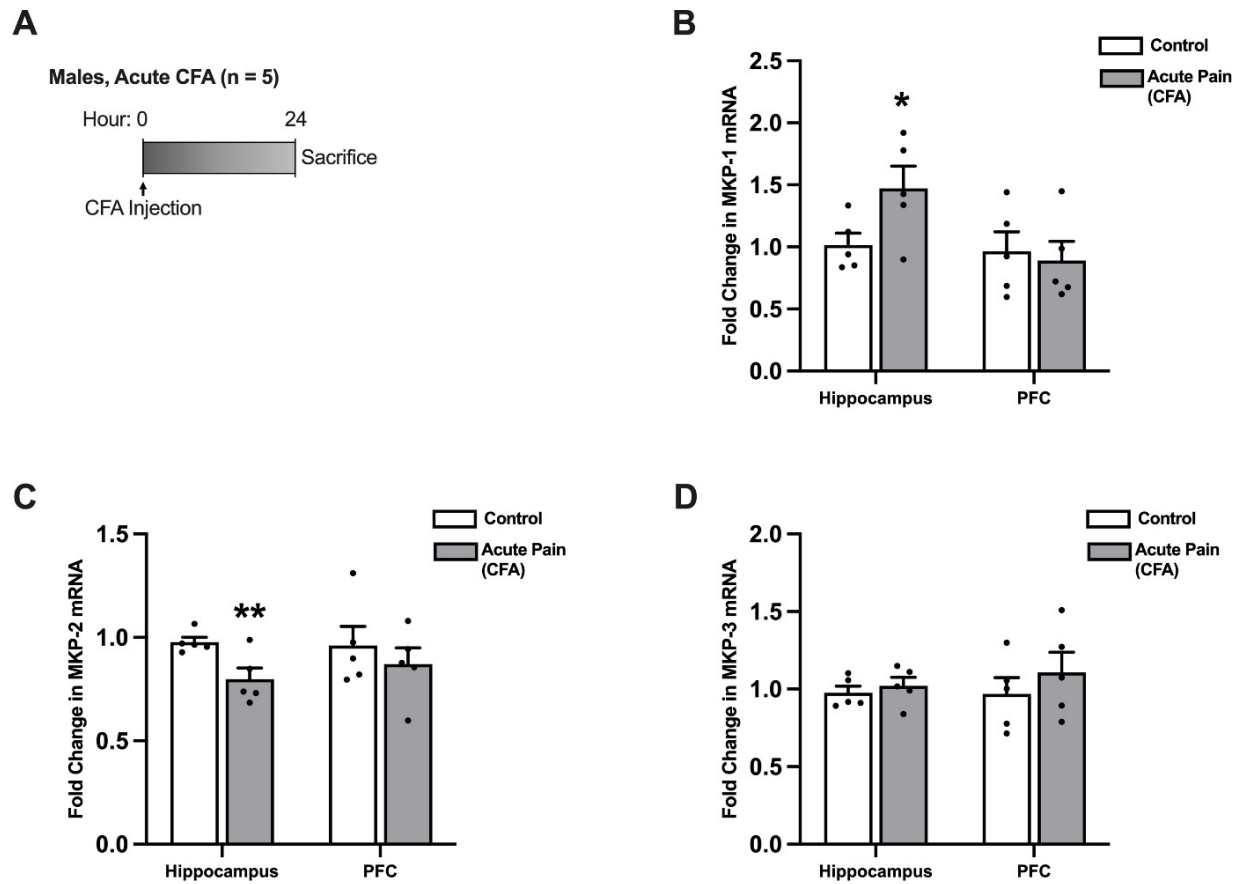 A
Males, Acute CFA (n = 5)
Hour: 0 24
Sacrifice
CFA Injection
B
Control
Acute Pain
(CFA)
Fold Change in MKP-1 mRNA
2.5
2.0
1.5
1.0
0.5
0.0
*
Hippocampus PFC
C
Control
Acute Pain
(CFA)
Fold Change in MKP-2 mRNA
1.5
1.0
0.5
0.0
**
Hippocampus PFC
D
Control
Acute Pain
(CFA)
Fold Change in MKP-3 mRNA
2.0
1.5
1.0
0.5
0.0
Hippocampus PFC